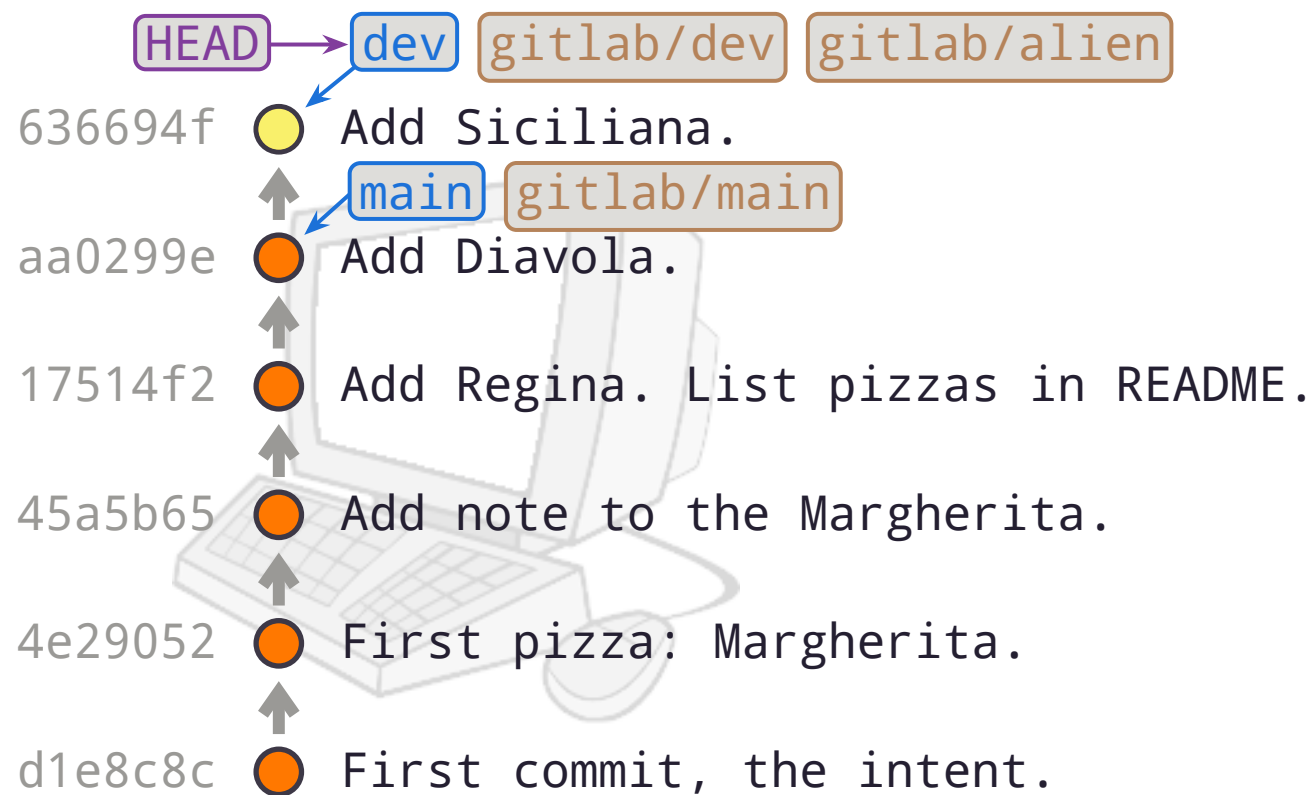 HEAD dev gitlab/dev gitlab/alien
636694f Add Siciliana.
main gitlab/main
aa0299e Add Diavola.
17514f2 Add Regina. List pizzas in README.
45a5b65 Add note to the Margherita.
4e29052 First pizza: Margherita.
d1e8c8c First commit, the intent.